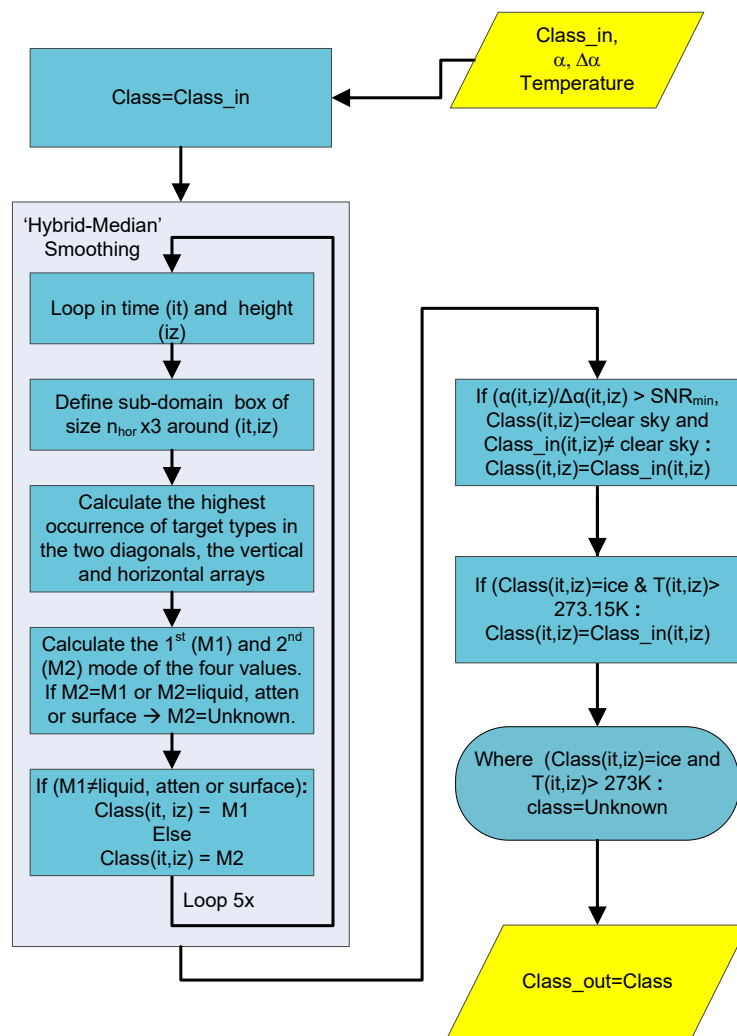 Class_in,
α, Δα
Temperature
Class=Class_in
‘Hybrid-Median’
Smoothing
Loop in time (it) and height
(iz)
Define sub-domain box of
size nhor x3 around (it,iz)
Calculate the highest
occurrence of target types in
the two diagonals, the vertical
and horizontal arrays
Calculate the 1st (M1) and 2nd
(M2) mode of the four values.
If M2=M1 or M2=liquid, atten
or surface → M2=Unknown.
If (M1≠liquid, atten or surface):
Class(it, iz) = M1
Else
Class(it,iz) = M2
Loop 5x
If (α(it,iz)/Δα(it,iz) > SNRmin,
Class(it,iz)=clear sky and
Class_in(it,iz)≠ clear sky :
Class(it,iz)=Class_in(it,iz)
If (Class(it,iz)=ice & T(it,iz)>
273.15K :
Class(it,iz)=Class_in(it,iz)
Where (Class(it,iz)=ice and
T(it,iz)> 273K :
class=Unknown
Class_out=Class